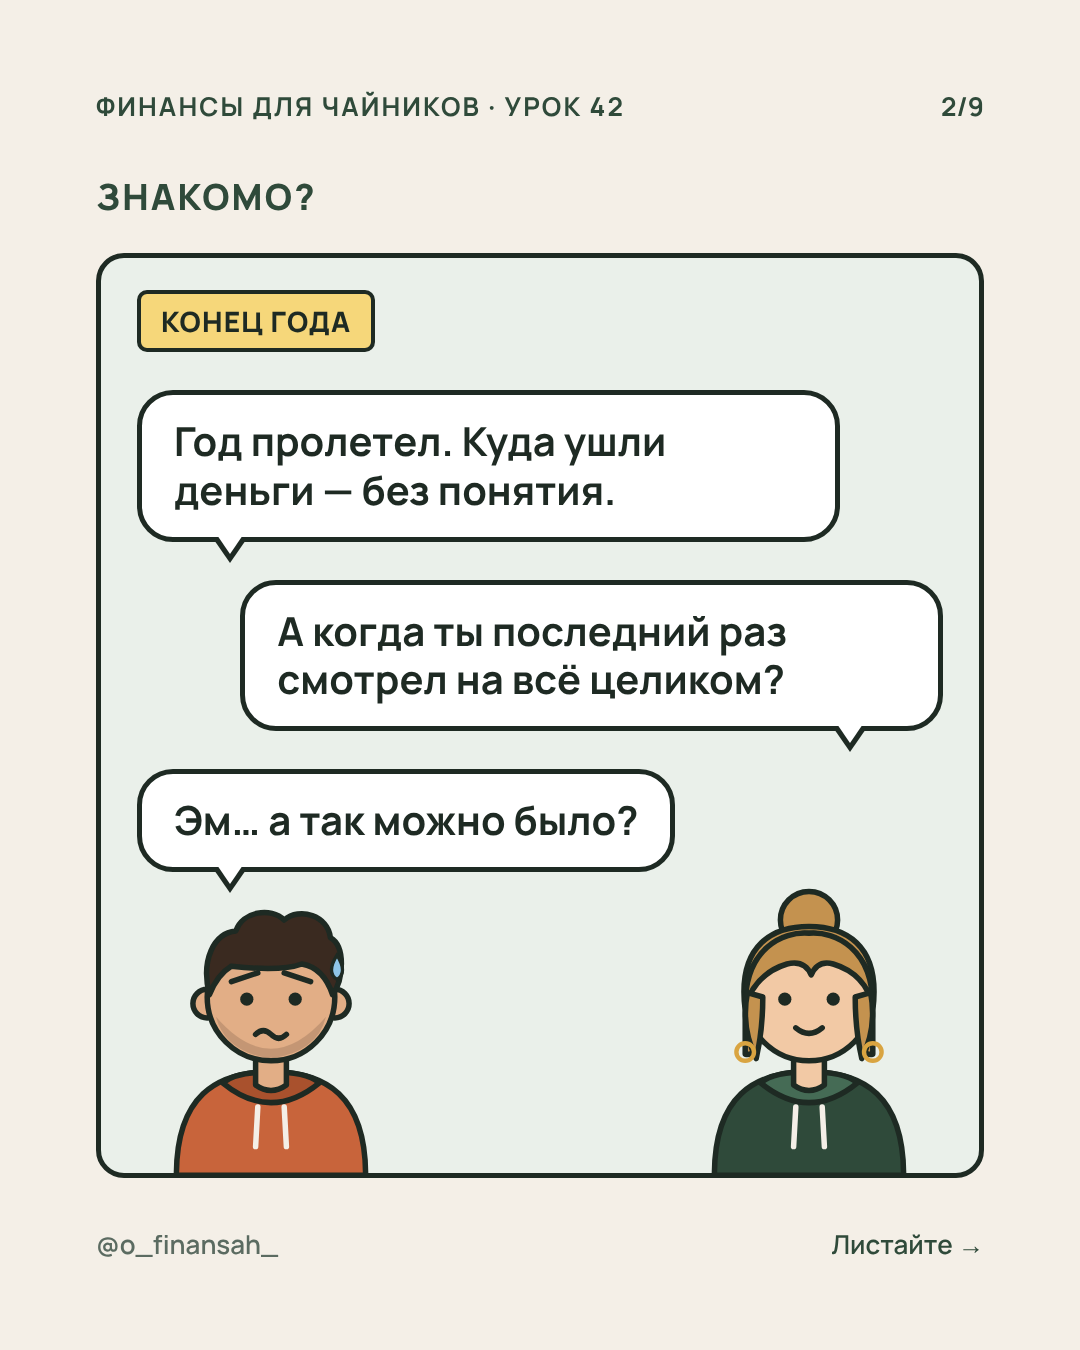 ФИНАНСЫ ДЛЯ ЧАЙНИКОВ · УРОК 42
2/9
ЗНАКОМО?
КОНЕЦ ГОДА
Год пролетел. Куда ушли
деньги — без понятия.
А когда ты последний раз
смотрел на всё целиком?
Эм... а так можно было?
@o_finansah_
Листайте →